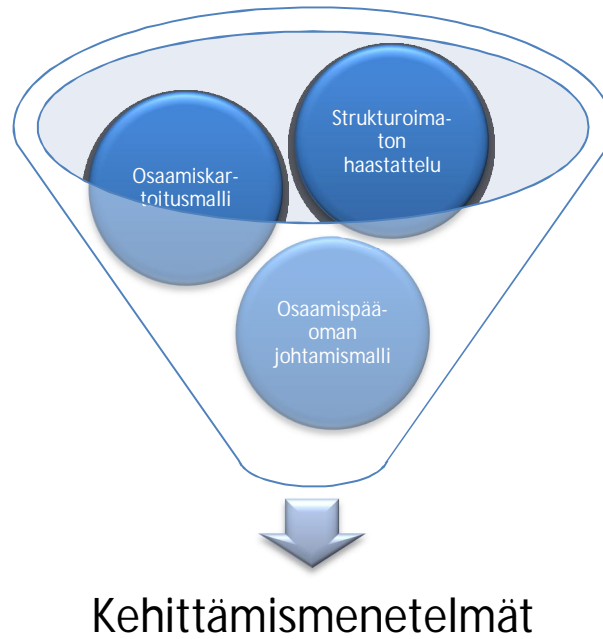 Strukturoima-
ton
haastattelu
Osaamiskar-
toitusmalli
Osaamispää-
oman
johtamismalli
Kehittämismenetelmät